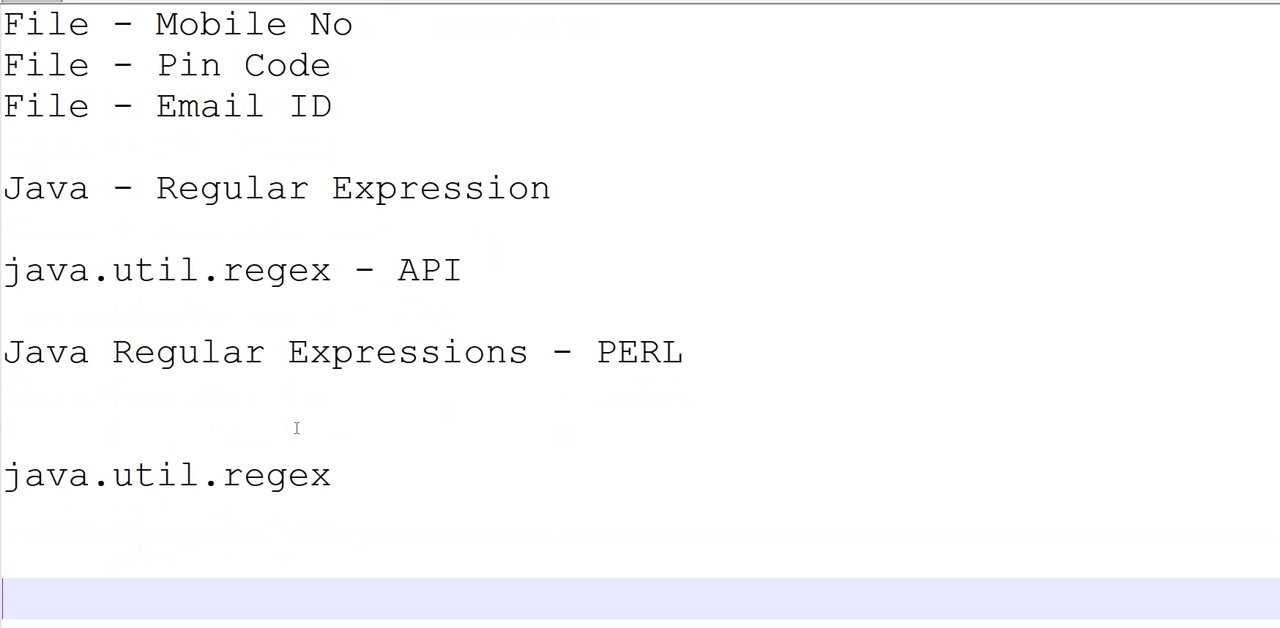 File - Mobile No
File - Pin Code
File - Email ID
Java - Regular Expression
java.util.regex - API
Java Regular Expressions - PERL
java.util.regex